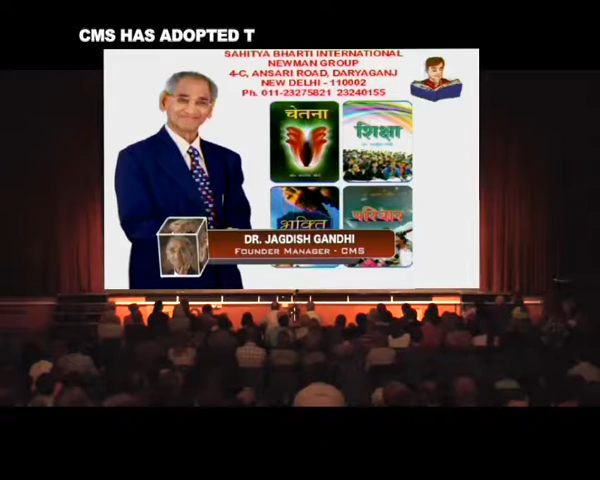 CMS HAS ADOPTED T
SAHITYA BHARTI INTERNATIONAL
NEWMAN GROUP
4-C, ANSARI ROAD, DARYAGANJ
NEW DELHI - 110002
Ph. 011-23275821 23240155
चेतना
शिक्षा
भक्ति
परिवार
DR. JAGDISH GANDHI
FOUNDER MANAGER - CMS